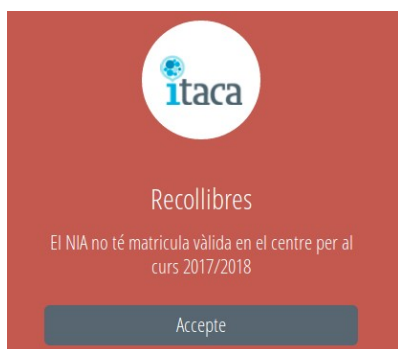 itaca
Recollibres
El NIA no té matricula vàlida en el centre per al
curs 2017/2018
Accepte